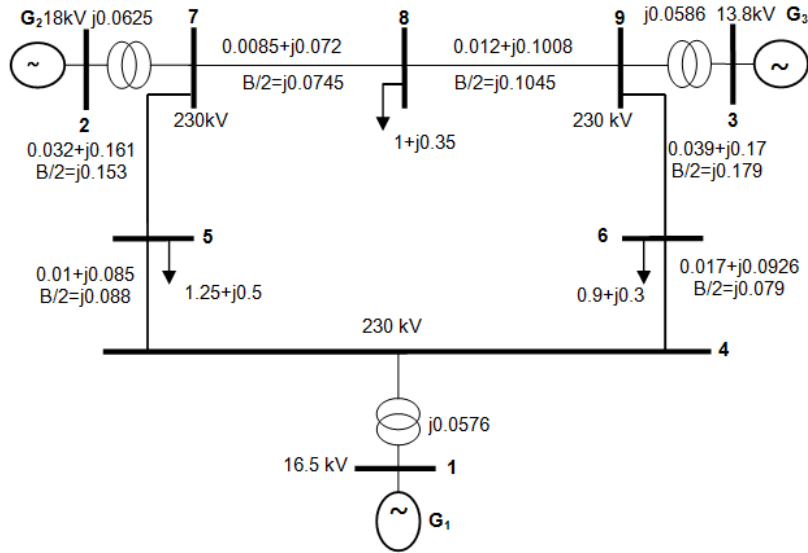 G₂ 18kV j0.0625
7
8
9
j0.0586 13.8kV G₃
0.0085+j0.072
B/2=j0.0745
0.012+j0.1008
B/2=j0.1045
~
~
2
230kV
1+j0.35
230 kV
3
0.032+j0.161
B/2=j0.153
0.039+j0.17
B/2=j0.179
5
6
0.01+j0.085
B/2=j0.088
1.25+j0.5
0.9+j0.3
0.017+j0.0926
B/2=j0.079
230 kV
4
j0.0576
16.5 kV
1
~
G₁